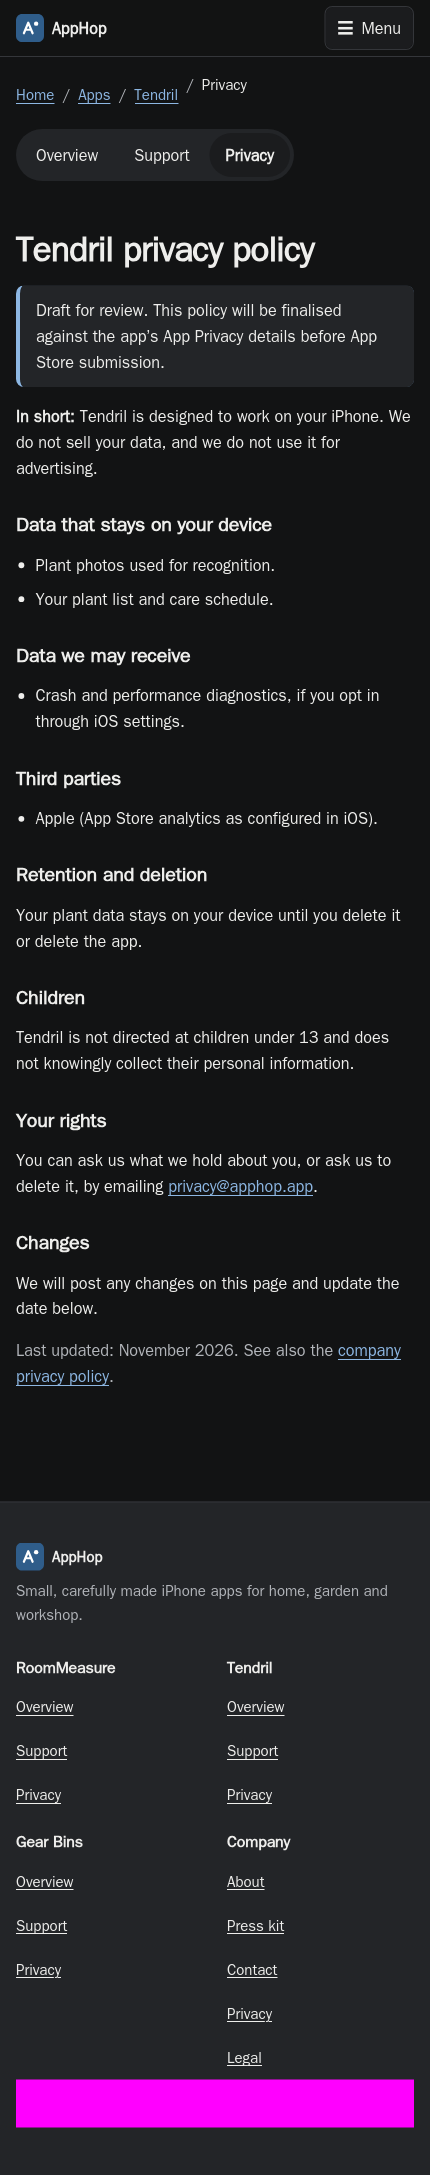 AppHop
☰ Menu
Home / Apps / Tendril / Privacy
Overview Support Privacy
Tendril privacy policy
Draft for review. This policy will be finalised
against the app's App Privacy details before App
Store submission.
In short: Tendril is designed to work on your iPhone. We
do not sell your data, and we do not use it for
advertising.
Data that stays on your device
• Plant photos used for recognition.
• Your plant list and care schedule.
Data we may receive
• Crash and performance diagnostics, if you opt in
through iOS settings.
Third parties
• Apple (App Store analytics as configured in iOS).
Retention and deletion
Your plant data stays on your device until you delete it
or delete the app.
Children
Tendril is not directed at children under 13 and does
not knowingly collect their personal information.
Your rights
You can ask us what we hold about you, or ask us to
delete it, by emailing privacy@apphop.app.
Changes
We will post any changes on this page and update the
date below.
Last updated: November 2026. See also the company
privacy policy.
AppHop
Small, carefully made iPhone apps for home, garden and
workshop.
RoomMeasure
Overview
Support
Privacy
Tendril
Overview
Support
Privacy
Gear Bins
Overview
Support
Privacy
Company
About
Press kit
Contact
Privacy
Legal